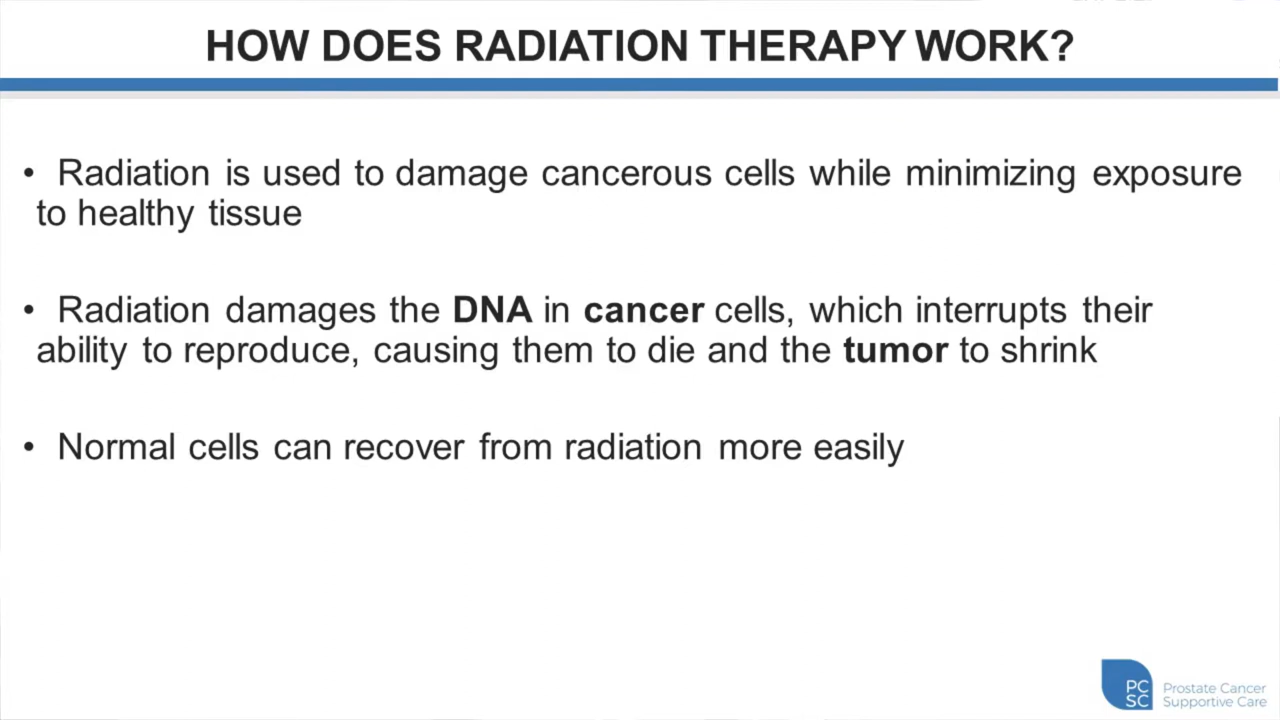 HOW DOES RADIATION THERAPY WORK?
• Radiation is used to damage cancerous cells while minimizing exposure
to healthy tissue
• Radiation damages the DNA in cancer cells, which interrupts their
ability to reproduce, causing them to die and the tumor to shrink
• Normal cells can recover from radiation more easily
PC
SC
Prostate Cancer
Supportive Care